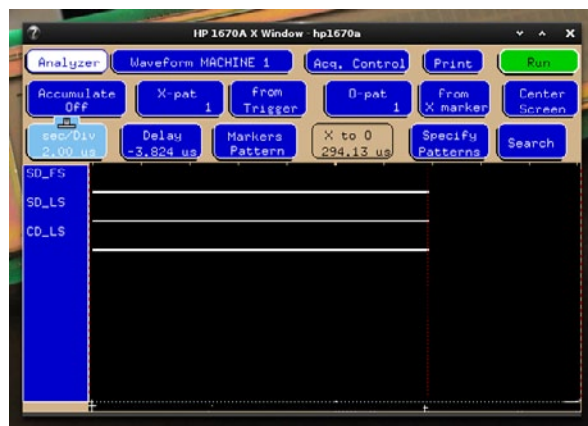 HP 1670A X Window - hp1670a
Analyzer Waveform MACHINE 1 Acq. Control Print Run
Accumulate Off X-pat 1 from Trigger O-pat 1 from X marker Center Screen
sec/Div 2.00 us Delay -3.824 us Markers Pattern X to O 294.13 us Specify Patterns Search
SD_FS
SD_LS
CD_LS